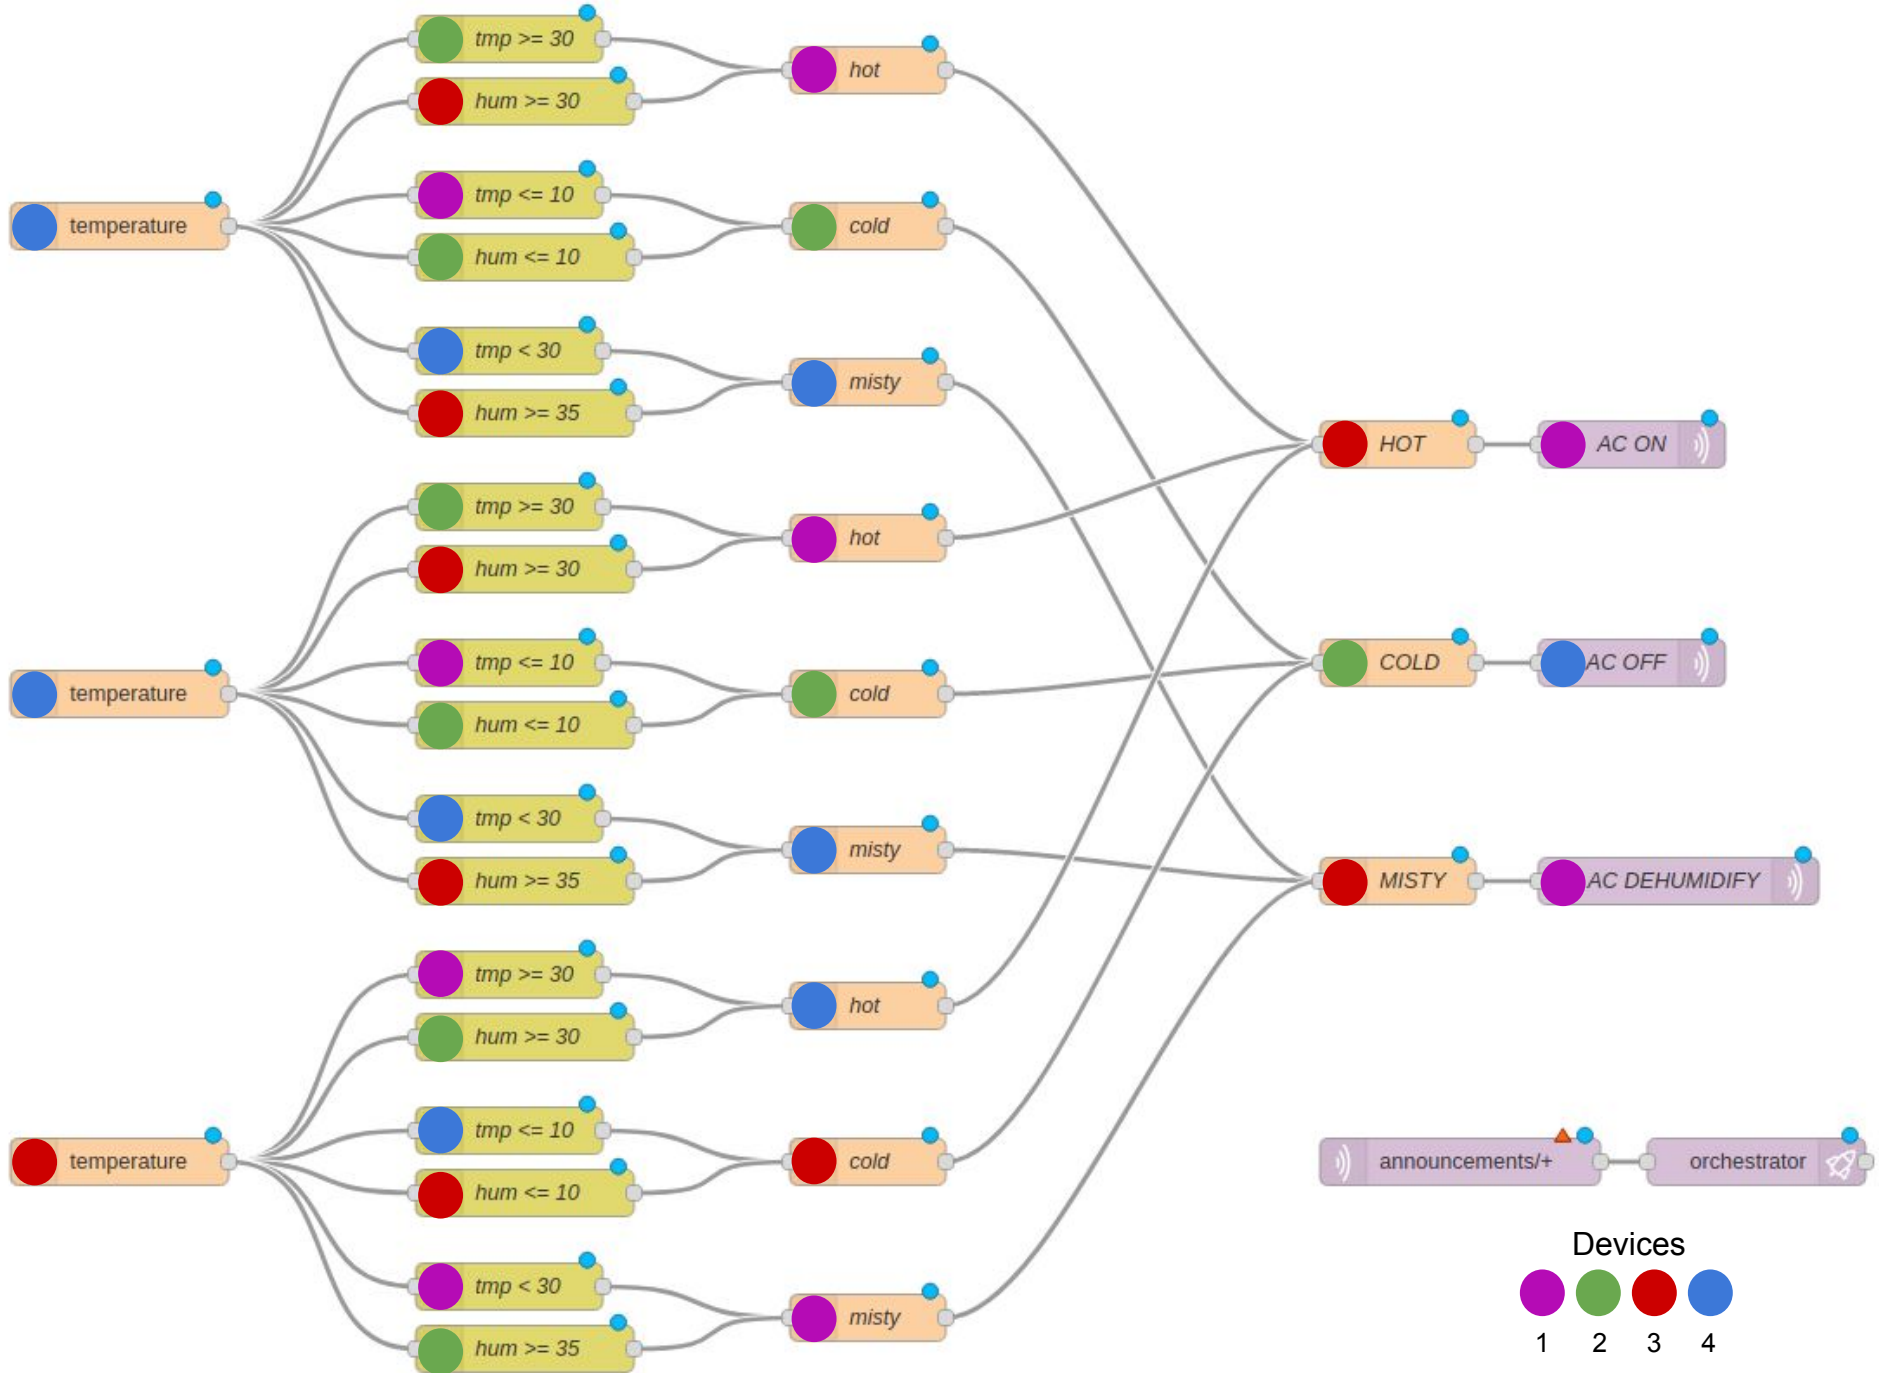 temperature
tmp >= 30
hum >= 30
tmp <= 10
hum <= 10
tmp < 30
hum >= 35
hot
cold
misty
temperature
tmp >= 30
hum >= 30
tmp <= 10
hum <= 10
tmp < 30
hum >= 35
hot
cold
misty
temperature
tmp >= 30
hum >= 30
tmp <= 10
hum <= 10
tmp < 30
hum >= 35
hot
cold
misty
HOT
AC ON
COLD
AC OFF
MISTY
AC DEHUMIDIFY
announcements/+
orchestrator
Devices
1 2 3 4